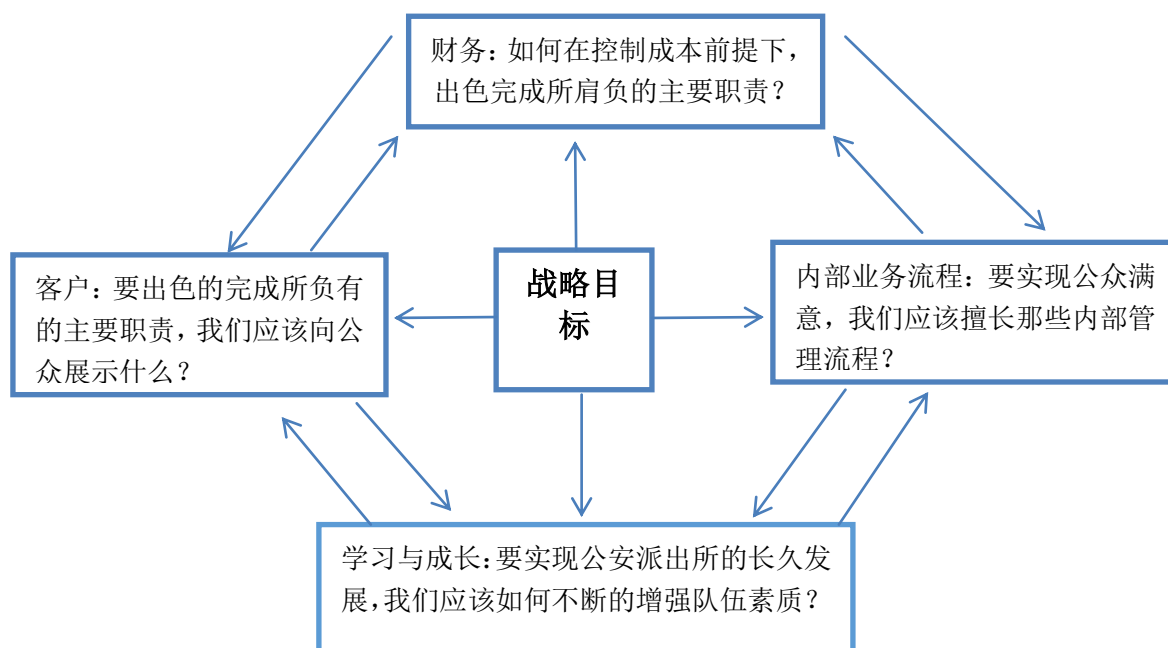 财务：如何在控制成本前提下，
出色完成所肩负的主要职责？
客户：要出色的完成所负有
的主要职责，我们应该向公
众展示什么？
战略目
标
内部业务流程：要实现公众满
意，我们应该擅长那些内部管
理流程？
学习与成长：要实现公安派出所的长久发
展，我们应该如何不断的增强队伍素质？